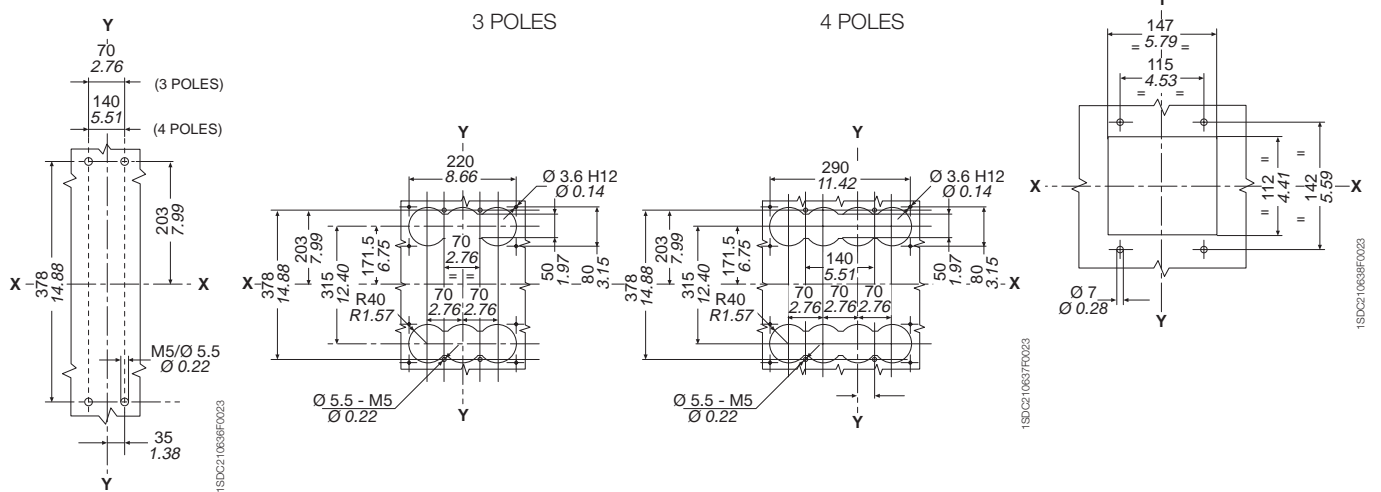 Y
70
2.76
(3 POLES)
140
5.51
(4 POLES)
378
14.88
203
7.99
X
X
M5/Ø 5.5
Ø 0.22
35
1.38
Y
1SDC210636F0023
3 POLES
Y
220
8.66
Ø 3.6 H12
Ø 0.14
378
14.88
203
7.99
315
12.40
171.5
6.75
70
2.76
= =
50
1.97
80
3.15
R40
R1.57
70 70
2.76 2.76
Ø 5.5 - M5
Ø 0.22
Y
4 POLES
Y
290
11.42
Ø 3.6 H12
Ø 0.14
378
14.88
203
7.99
315
12.40
171.5
6.75
140
5.51
50
1.97
80
3.15
X
R40
R1.57
70 70 70
2.76 2.76 2.76
Ø 5.5 - M5
Ø 0.22
Y
1SDC210637F0023
Y
147
= 5.79 =
115
4.53
= =
X
X
= 112 =
4.41
= 142 =
5.59
Ø 7
Ø 0.28
Y
1SDC210638F0023